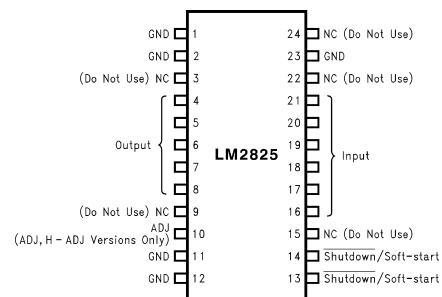 GND 1 24 NC (Do Not Use)
GND 2 23 GND
(Do Not Use) NC 3 22 NC (Do Not Use)
4 21
5 20
Output 6 19
LM2825 Input
7 18
8 17
(Do Not Use) NC 9 16
ADJ
(ADJ, H - ADJ Versions Only) 10 15 NC (Do Not Use)
GND 11 14 Shutdown/Soft-start
GND 12 13 Shutdown/Soft-start